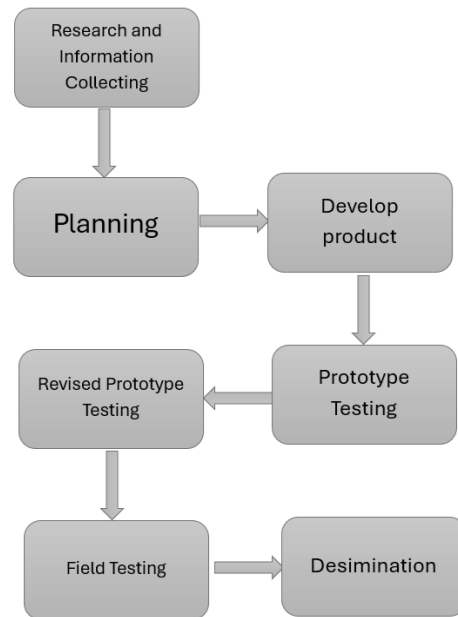 Research and
Information
Collecting
Planning
Develop
product
Prototype
Testing
Revised Prototype
Testing
Field Testing
Desimination